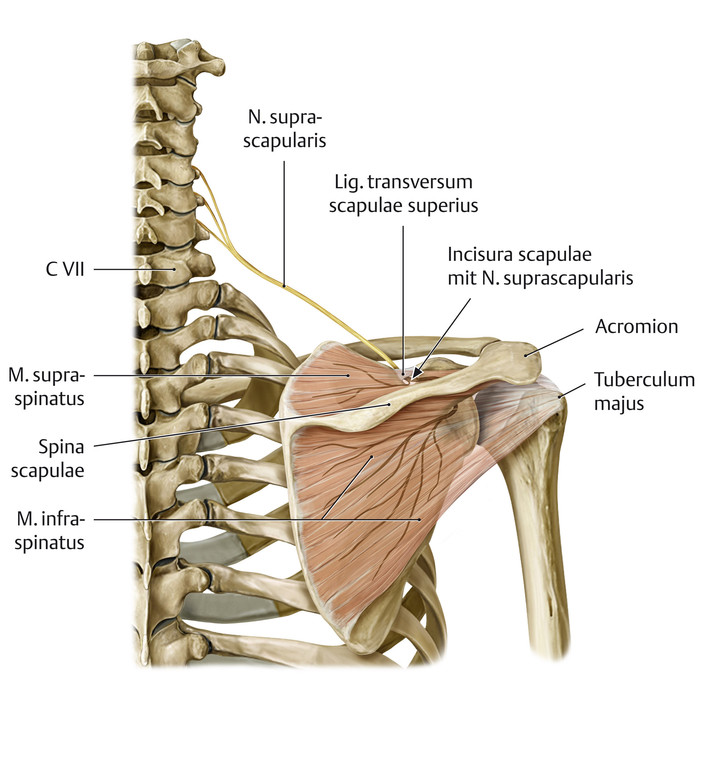 N. supra-
scapularis
Lig. transversum
scapulae superius
Incisura scapulae
mit N. suprascapularis
C VII
Acromion
M. supra-
spinatus
Tuberculum
majus
Spina
scapulae
M. infra-
spinatus